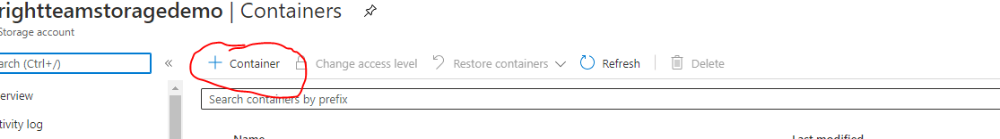 rightteamstoragedemo | Containers
Storage account
arch (Ctrl+/) « + Container Change access level Restore containers Refresh Delete
erview
Search containers by prefix
tivity log
Name Last modified